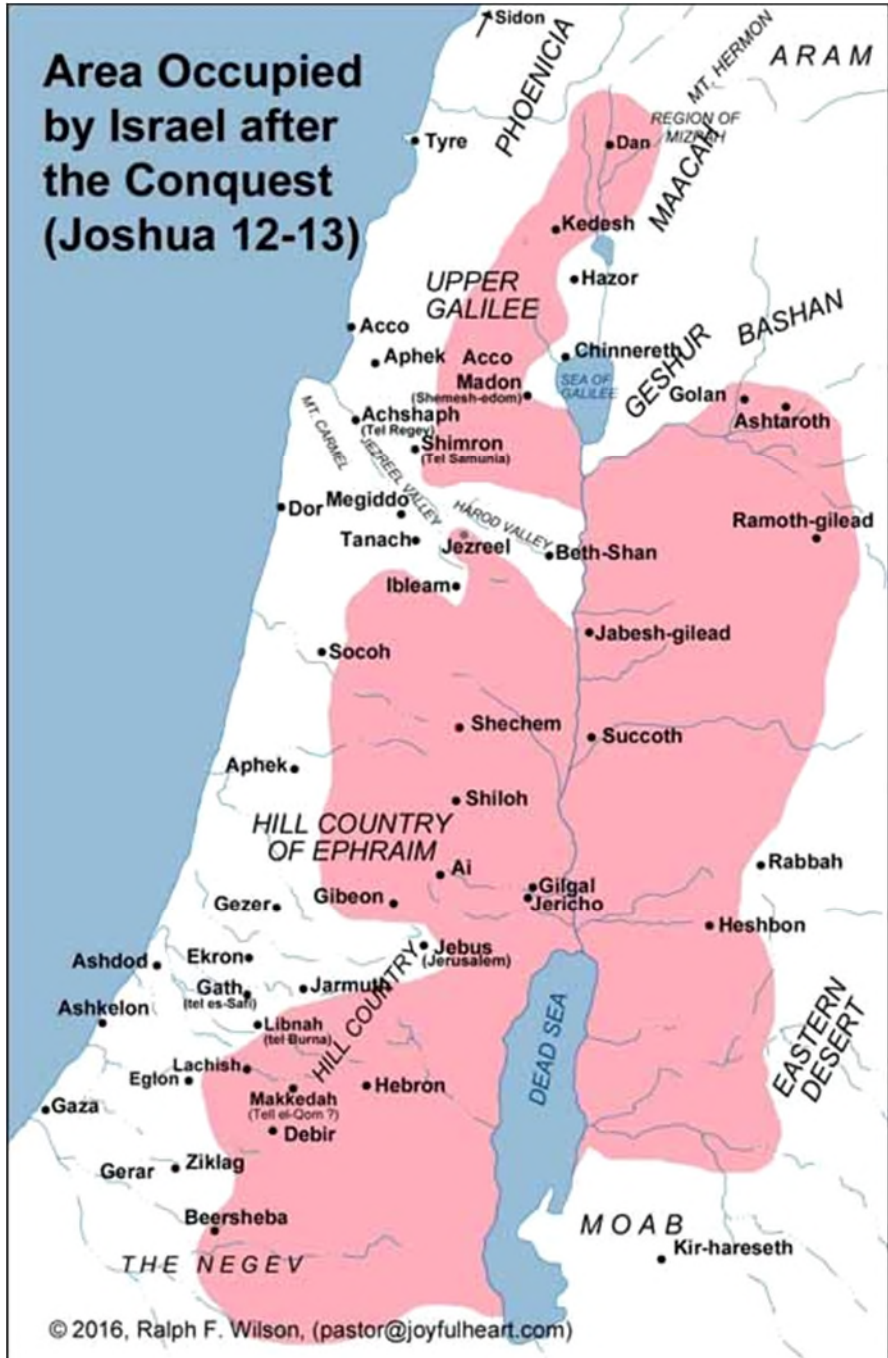 Area Occupied
by Israel after
the Conquest
(Joshua 12-13)
Sidon
PHOENICIA
MT. HERMON
ARAM
Tyre
REGION OF
MIZPAH
Dan
MAACAH
Kedesh
UPPER
GALILEE
Hazor
BASHAN
Acco
Aphek
Acco
Chinnereth
GESHUR
Madon
(Shemesh-edom)
SEA OF
GALILEE
Golan
Ashtaroth
MT. CARMEL
Achshaph
(Tel Regev)
JEZREEL VALLEY
Shimron
(Tel Samunia)
Dor
Megiddo
HAROD VALLEY
Ramoth-gilead
Tanach
Jezreel
Beth-Shan
Ibleam
Jabesh-gilead
Socoh
Shechem
Succoth
Aphek
Shiloh
HILL COUNTRY
OF EPHRAIM
Ai
Rabbah
Gezer
Gibeon
Gilgal
Jericho
Heshbon
Ashdod
Ekron
Jebus
(Jerusalem)
Gath
(tel es-Safi)
Jarmuth
HILL COUNTRY
Ashkelon
Libnah
(tel Burna)
DEAD SEA
EASTERN
DESERT
Lachish
Eglon
Makkedah
(Tell el-Qom ?)
Hebron
Gaza
Debir
Gerar
Ziklag
Beersheba
MOAB
THE NEGEV
Kir-hareseth
© 2016, Ralph F. Wilson, (pastor@joyfulheart.com)